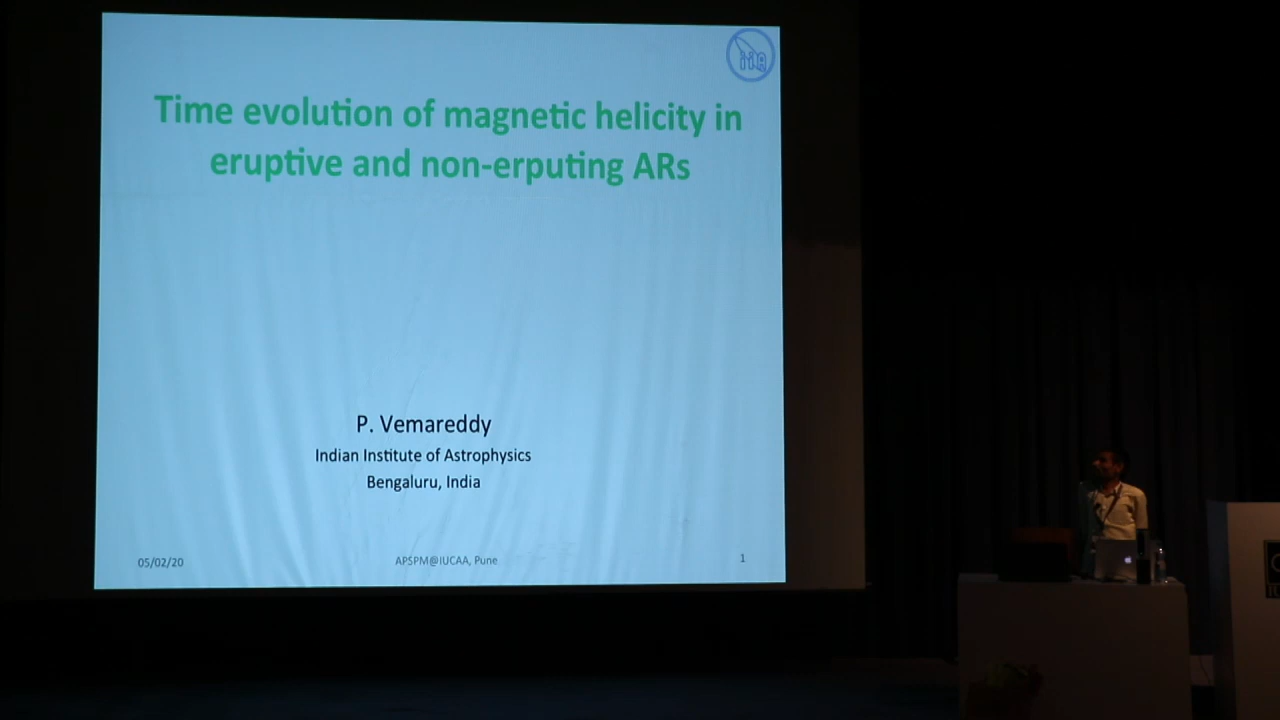 iiA
Time evolution of magnetic helicity in
eruptive and non-erputing ARs
P. Vemareddy
Indian Institute of Astrophysics
Bengaluru, India
05/02/20
APSPM@IUCAA, Pune
1